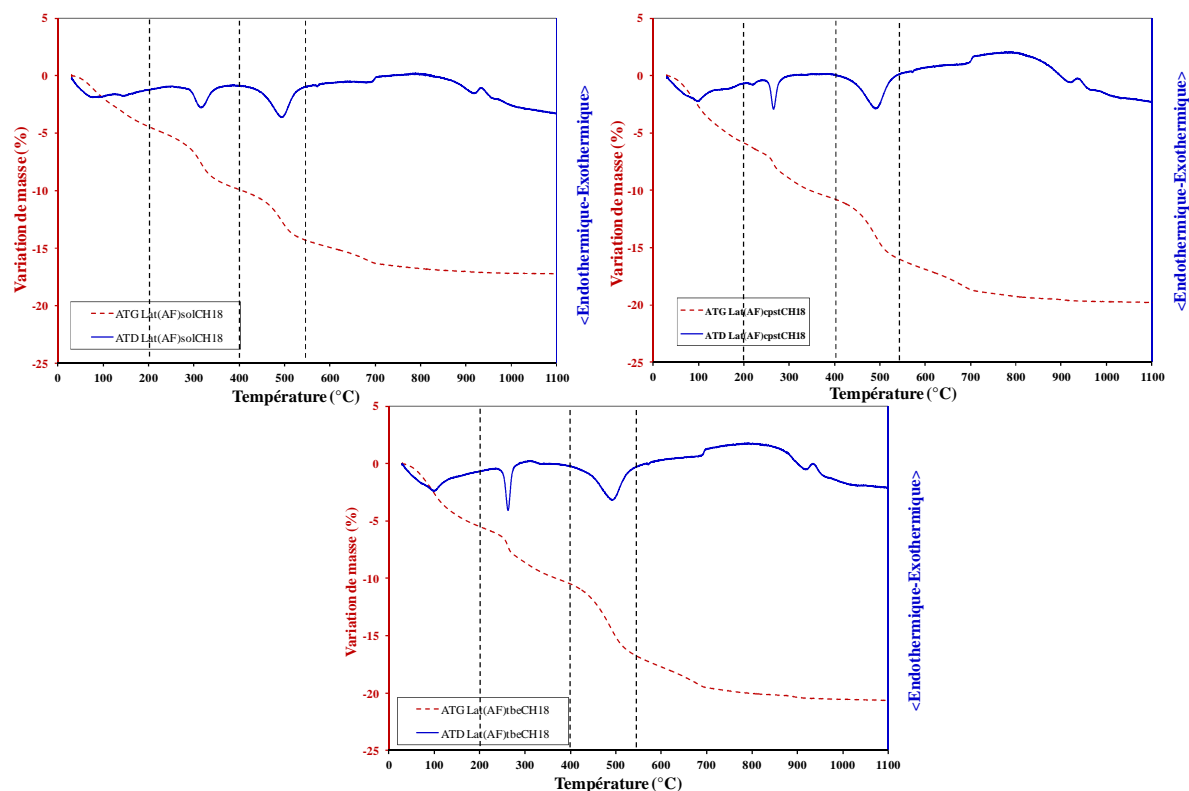 5
0
-5
-10
-15
-20
-25
0 100 200 300 400 500 600 700 800 900 1000 1100
Variation de masse (%)
Température (°C)
<Endothermique-Exothermique>
ATG Lat(AF)solCH18
ATD Lat(AF)solCH18
5
0
-5
-10
-15
-20
-25
0 100 200 300 400 500 600 700 800 900 1000 1100
Variation de masse (%)
Température (°C)
<Endothermique-Exothermique>
ATG Lat(AF)cpstCH18
ATD Lat(AF)cpstCH18
5
0
-5
-10
-15
-20
-25
0 100 200 300 400 500 600 700 800 900 1000 1100
Variation de masse (%)
Température (°C)
<Endothermique-Exothermique>
ATG Lat(AF)tbeCH18
ATD Lat(AF)tbeCH18